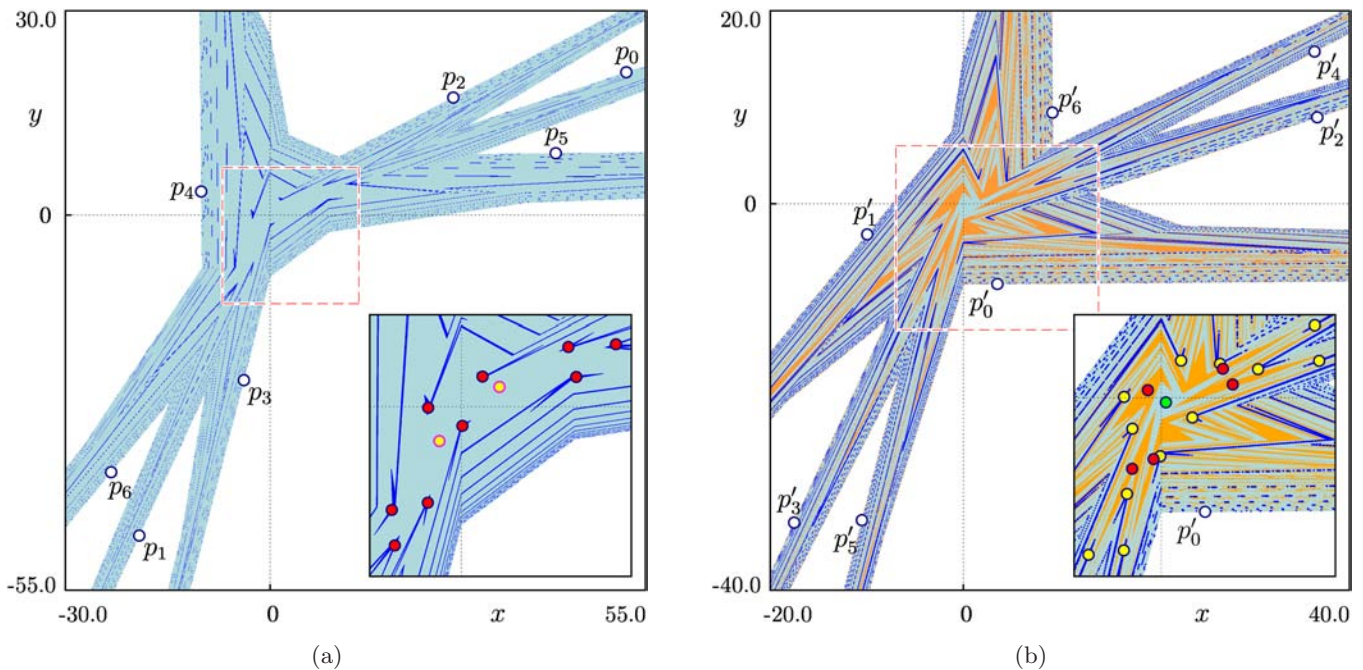 30.0
y
0
-55.0
-30.0
0
x
55.0
p₀
p₂
p₅
p₄
p₃
p₆
p₁
(a)
20.0
y
0
-40.0
-20.0
0
x
40.0
p′₄
p′₆
p′₂
p′₁
p′₀
p′₃
p′₅
p′₀
(b)